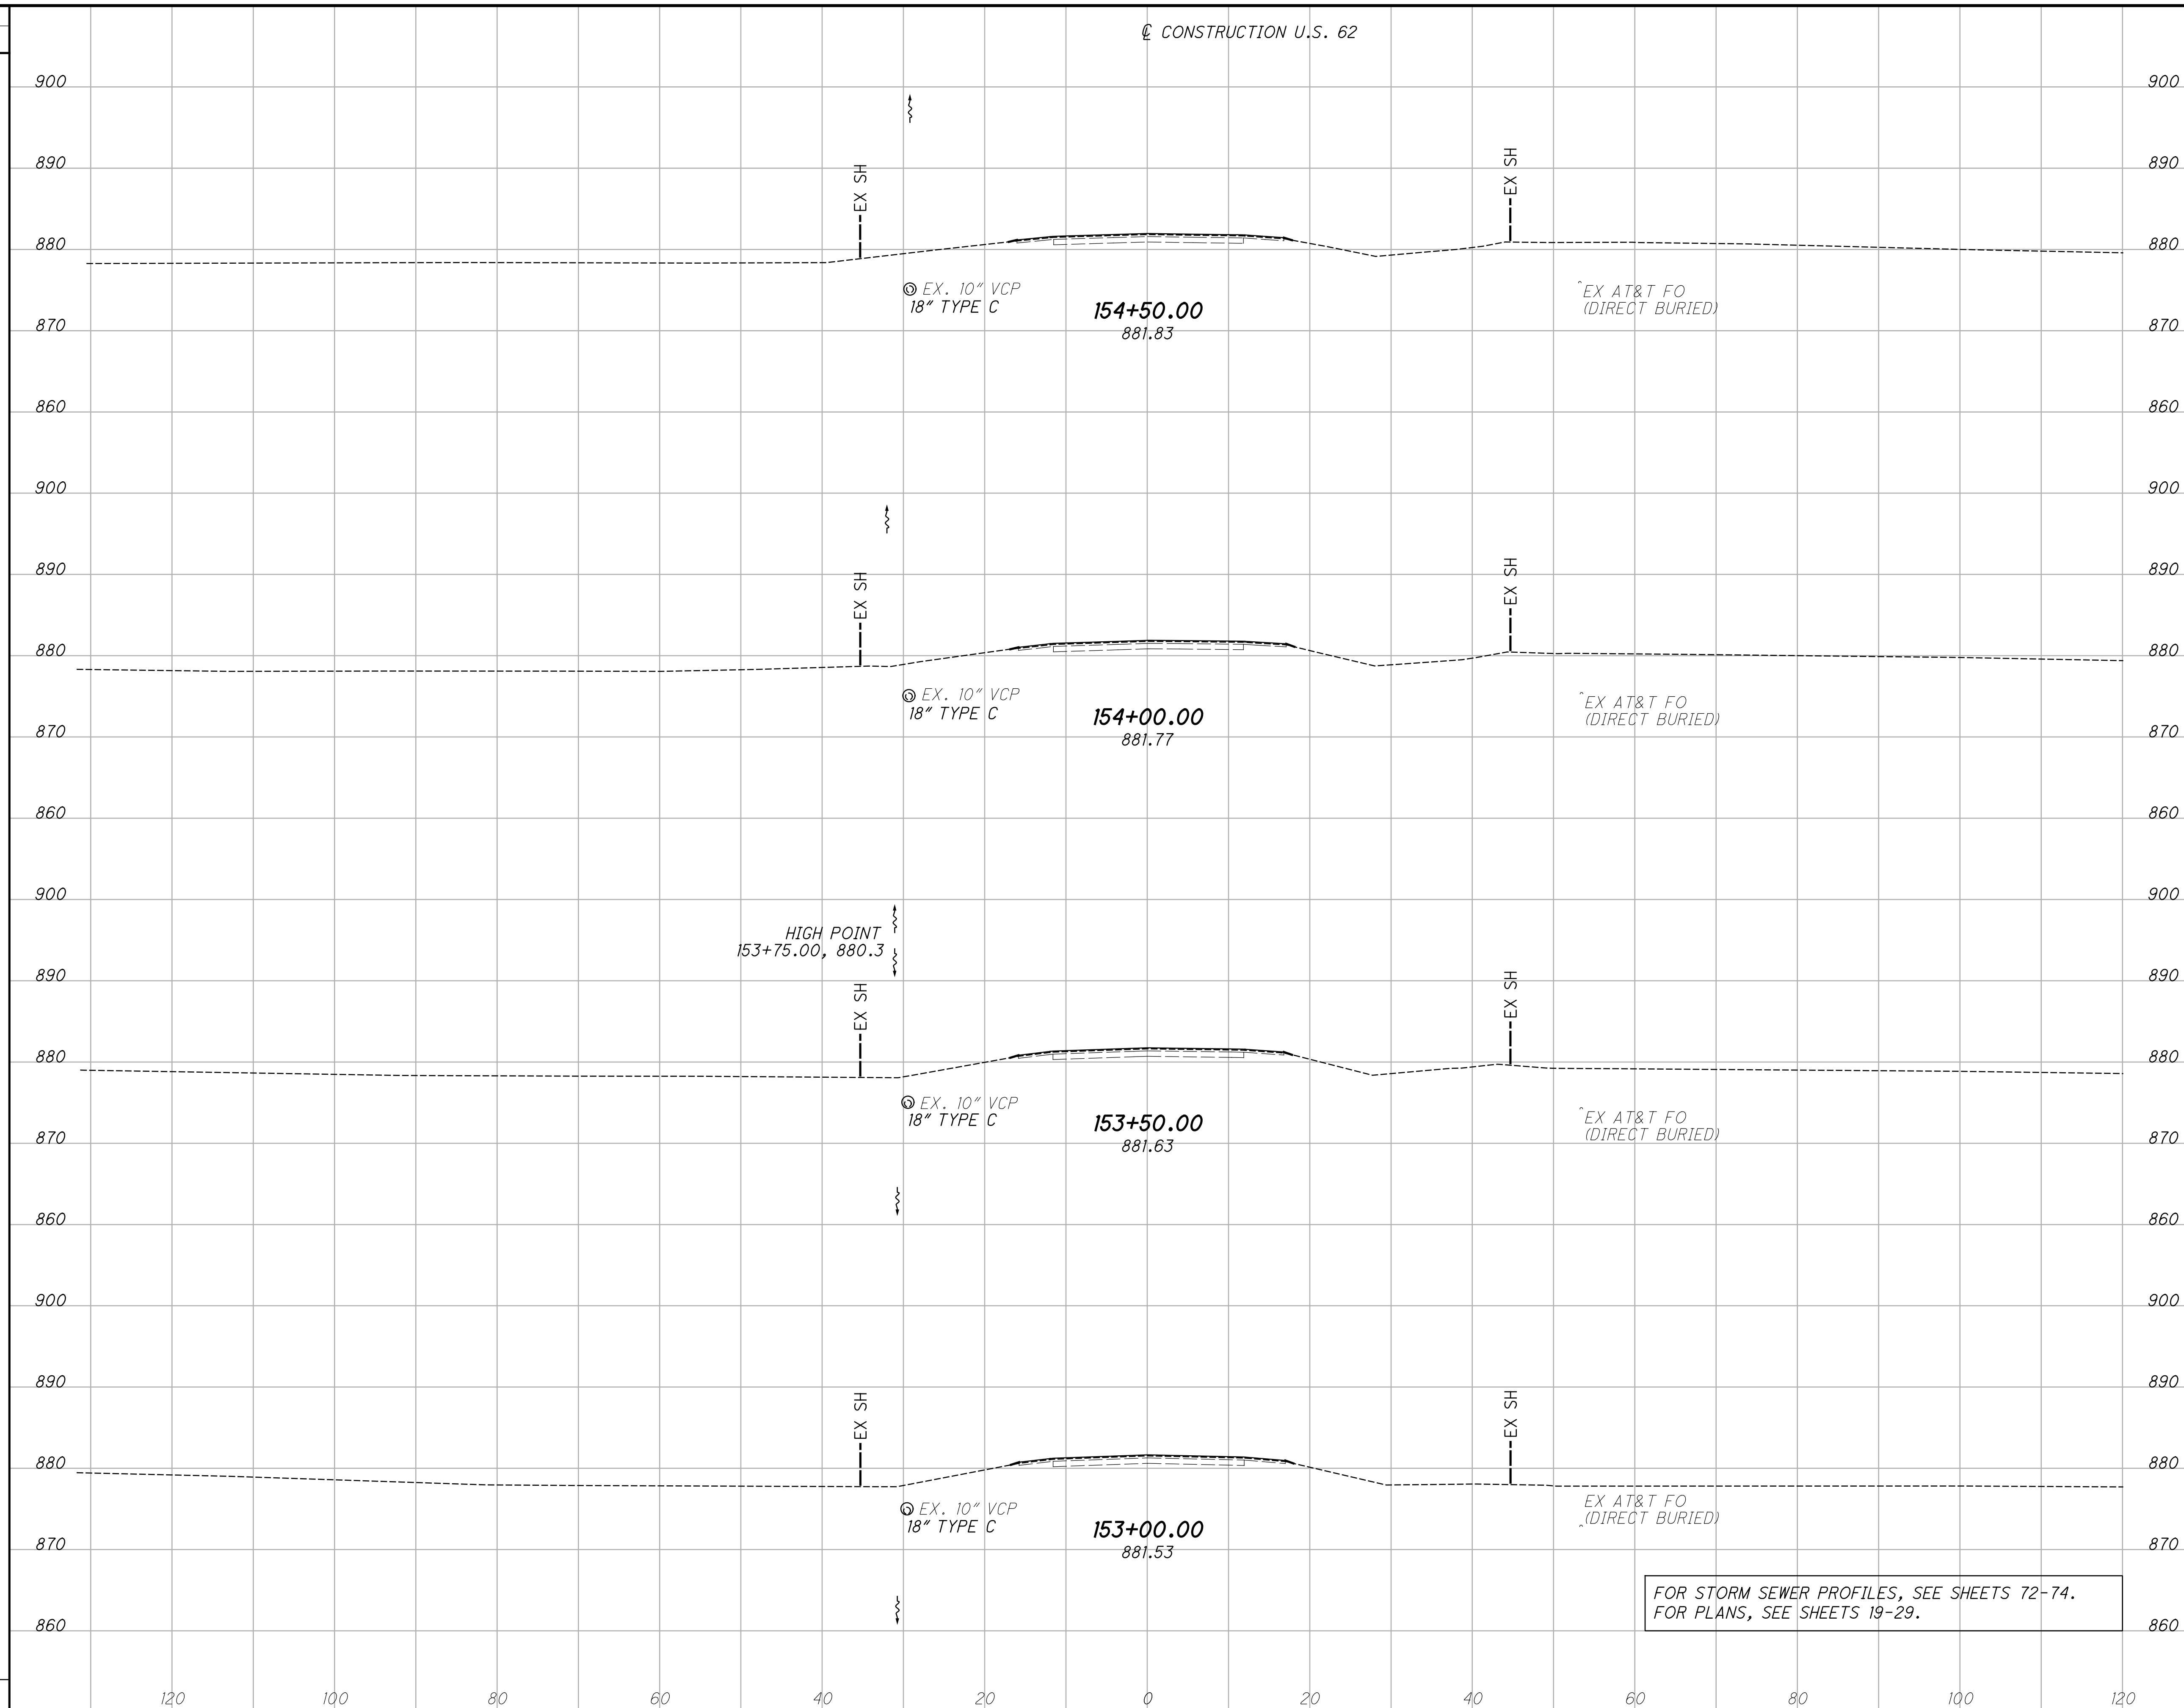 ℄ CONSTRUCTION U.S. 62
900 900
890 EX SH EX SH 890
880 880
EX. 10" VCP
18" TYPE C
154+50.00
881.83
EX AT&T FO
(DIRECT BURIED)
870 870
860 860
900 900
890 EX SH EX SH 890
880 880
EX. 10" VCP
18" TYPE C
154+00.00
881.77
EX AT&T FO
(DIRECT BURIED)
870 870
860 860
900 900
HIGH POINT
153+75.00, 880.3
890 EX SH EX SH 890
880 880
EX. 10" VCP
18" TYPE C
153+50.00
881.63
EX AT&T FO
(DIRECT BURIED)
870 870
860 860
900 900
890 EX SH EX SH 890
880 880
EX. 10" VCP
18" TYPE C
153+00.00
881.53
EX AT&T FO
(DIRECT BURIED)
870 870
FOR STORM SEWER PROFILES, SEE SHEETS 72-74.
FOR PLANS, SEE SHEETS 19-29.
860 860
120 100 80 60 40 20 0 20 40 60 80 100 120